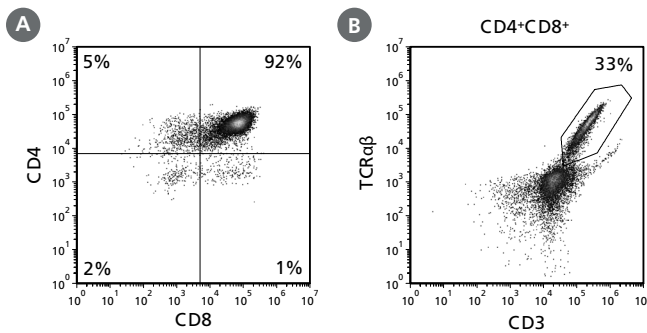 A
5%
92%
2%
1%
CD4
10⁷
10⁶
10⁵
10⁴
10³
10²
10¹
10⁰
10⁰ 10¹ 10² 10³ 10⁴ 10⁵ 10⁶ 10⁷
CD8
B
CD4⁺CD8⁺
33%
TCRαβ
10⁷
10⁶
10⁵
10⁴
10³
10²
10¹
10⁰
10⁰ 10¹ 10² 10³ 10⁴ 10⁵ 10⁶ 10
CD3